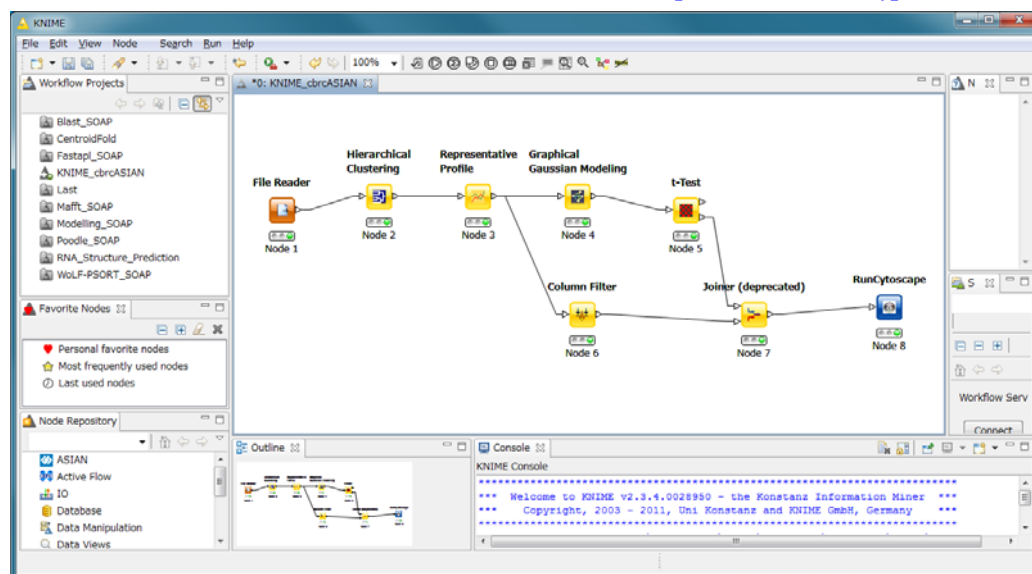 KNIME
File Edit View Node Search Run Help
100%
Workflow Projects
*0: KNIME_cbrcASIAN
N
Blast_SOAP
CentroidFold
Fastapl_SOAP
KNIME_cbrcASIAN
Last
Mafft_SOAP
Modelling_SOAP
Poodle_SOAP
RNA_Structure_Prediction
WoLF-PSORT_SOAP
File Reader
Node 1
Hierarchical
Clustering
Node 2
Representative
Profile
Node 3
Graphical
Gaussian Modeling
Node 4
t-Test
Node 5
Column Filter
Node 6
Joiner (deprecated)
Node 7
RunCytoscape
Node 8
S
Workflow Serv
Connect
Favorite Nodes
Personal favorite nodes
Most frequently used nodes
Last used nodes
Node Repository
ASIAN
Active Flow
IO
Database
Data Manipulation
Data Views
Outline
Console
KNIME Console
*** Welcome to KNIME v2.3.4.0028950 - the Konstanz Information Miner ***
*** Copyright, 2003 - 2011, Uni Konstanz and KNIME GmbH, Germany ***